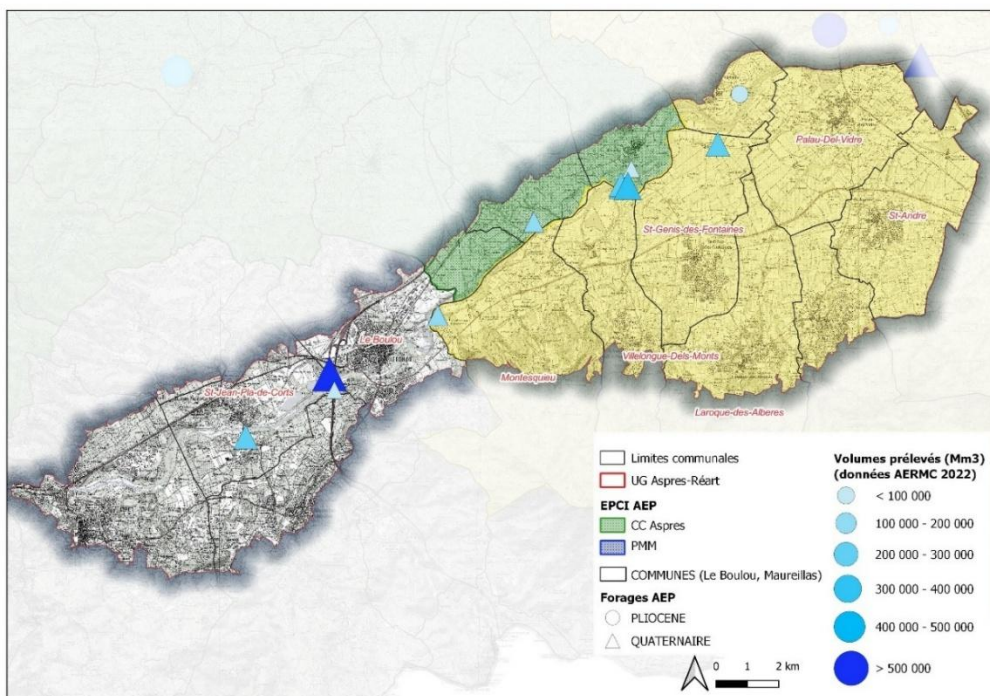 Palau-Del-Vidre
St-André
St-Genis-des-Fontaines
Le Boulou
Villelongue-Dels-Monts
Montesquieu
St-Jean-Pla-de-Corts
Laroque-des-Alberes
Limites communales
UG Aspres-Réart
EPCI AEP
CC Aspres
PMM
COMMUNES (Le Boulou, Maureillas)
Forages AEP
PLIOCENE
QUATERNAIRE
0 1 2 km
Volumes prélevés (Mm3)
(données AERMC 2022)
< 100 000
100 000 - 200 000
200 000 - 300 000
300 000 - 400 000
400 000 - 500 000
> 500 000